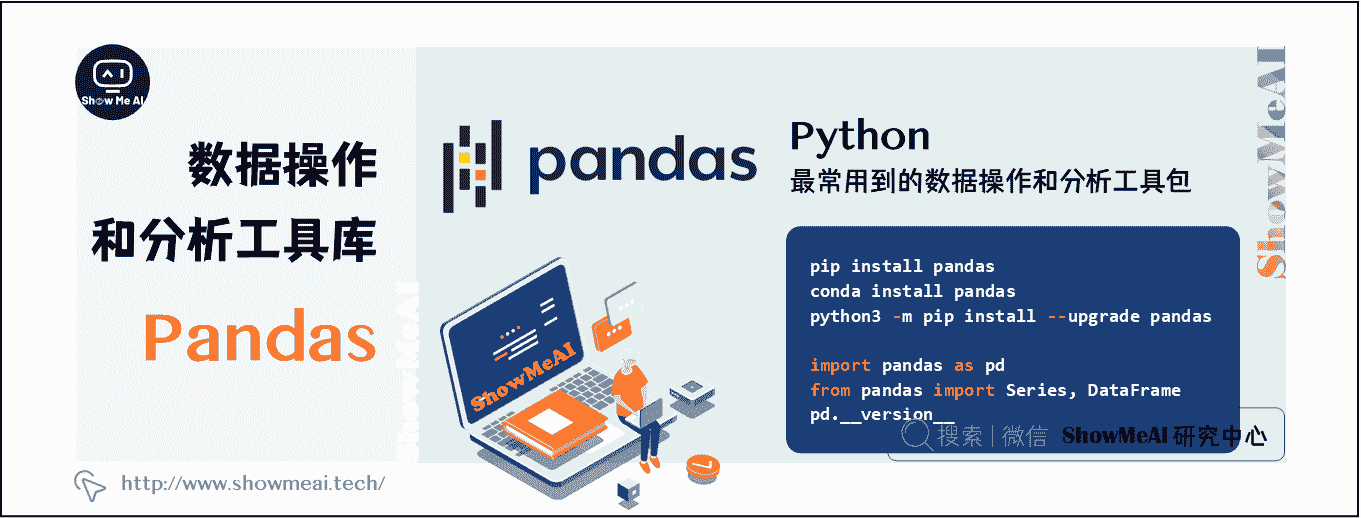 Show Me AI
数据操作
和分析工具库
Pandas
http://www.showmeai.tech/
ShowMeAI
pandas
Python
最常用到的数据操作和分析工具包
pip install pandas
conda install pandas
python3 -m pip install --upgrade pandas
import pandas as pd
from pandas import Series, DataFrame
pd.__version__
搜索 | 微信 ShowMeAI 研究中心
ShowMeAI
ShowMeAI